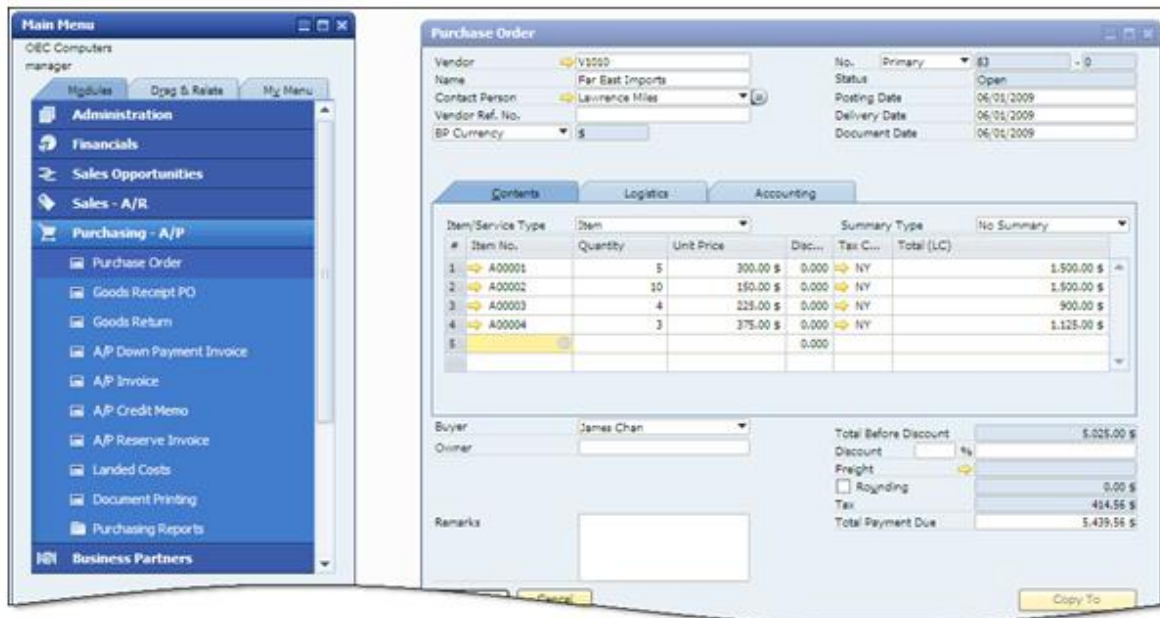 Main Menu
OEC Computers
manager
Modules Drag & Relate My Menu
Administration
Financials
Sales Opportunities
Sales - A/R
Purchasing - A/P
Purchase Order
Goods Receipt PO
Goods Return
A/P Down Payment Invoice
A/P Invoice
A/P Credit Memo
A/P Reserve Invoice
Landed Costs
Document Printing
Purchasing Reports
Business Partners
Purchase Order
Vendor V1010 No. Primary 83 - 0
Name Far East Imports Status Open
Contact Person Lawrence Miles Posting Date 06/01/2009
Vendor Ref. No. Delivery Date 06/01/2009
BP Currency $ Document Date 06/01/2009
Contents Logistics Accounting
Item/Service Type Item Summary Type No Summary
# Item No. Quantity Unit Price Disc... Tax C... Total (LC)
1 A00001 5 300.00 $ 0.000 NY 1.500.00 $
2 A00002 10 150.00 $ 0.000 NY 1.500.00 $
3 A00003 4 225.00 $ 0.000 NY 900.00 $
4 A00004 3 375.00 $ 0.000 NY 1.125.00 $
5 0.000
Buyer James Chan Total Before Discount 5.025.00 $
Owner Discount %
Freight
Rounding 0.00 $
Tax 414.56 $
Remarks Total Payment Due 5.439.56 $
Cancel Copy To